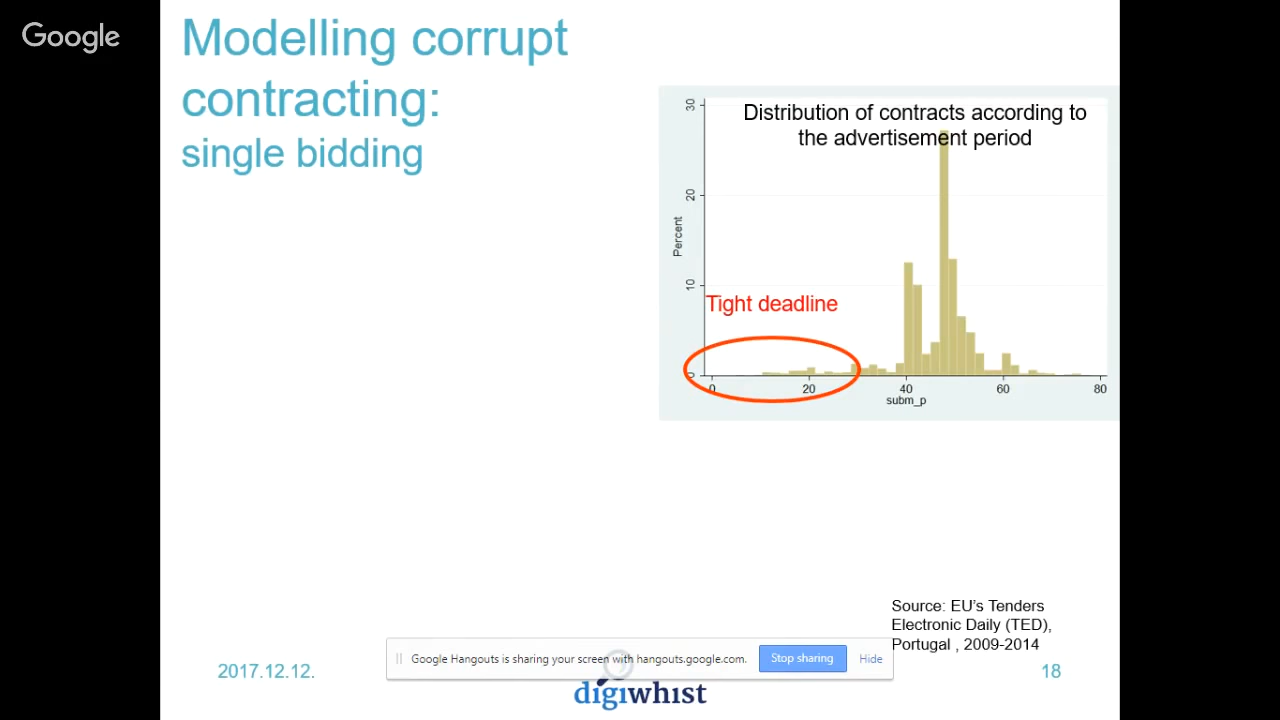 Google
Modelling corrupt
contracting:
single bidding
Distribution of contracts according to
the advertisement period
30
20
10
0
Percent
Tight deadline
0 20 40 60 80
subm_p
Source: EU's Tenders
Electronic Daily (TED),
Portugal , 2009-2014
Google Hangouts is sharing your screen with hangouts.google.com. Stop sharing Hide
2017.12.12.
digiwhist
18